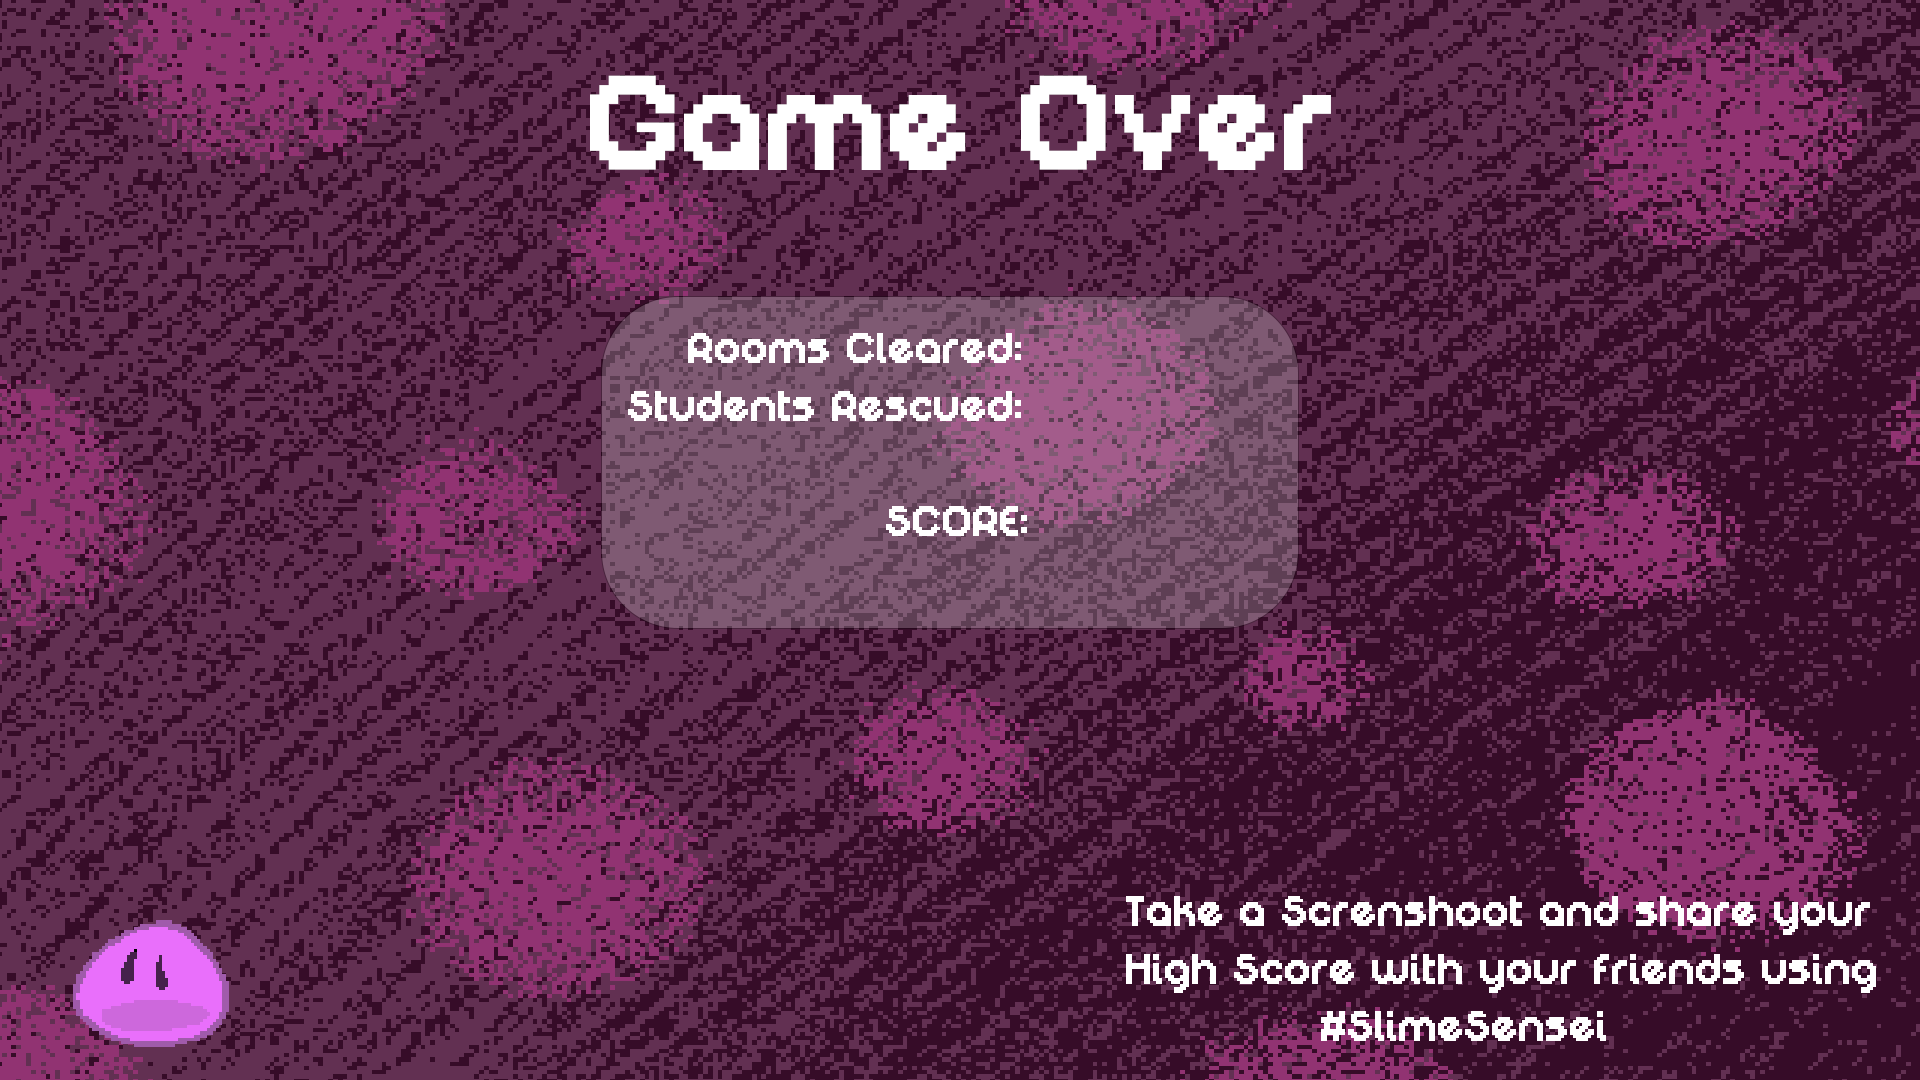 Game Over
Rooms Cleared:
Students Rescued:
SCORE:
Take a Screnshoot and share your
High Score with your friends using
#SlimeSensei